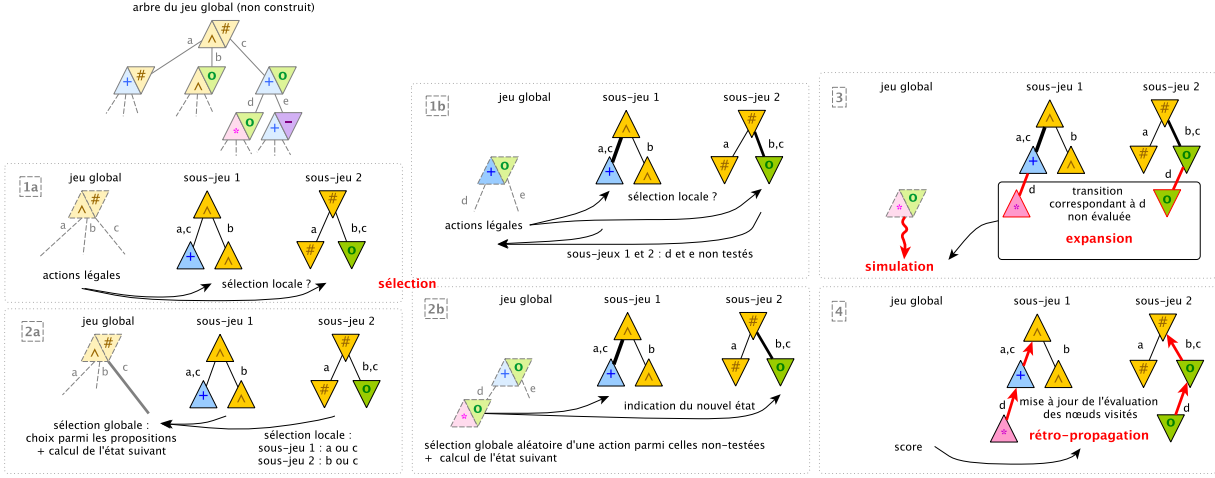 arbre du jeu global (non construit)
#
a
^
c
b
+
#
^
O
+
O
d
e
*
O
+
-
1a
jeu global
sous-jeu 1
sous-jeu 2
^
#
#
^
a
b
c
a,c
b
a
b,c
+
^
#
O
actions légales
sélection locale ?
sélection
2a
jeu global
sous-jeu 1
sous-jeu 2
^
#
^
#
a
b
c
a,c
b
a
b,c
+
^
#
O
sélection globale :
choix parmi les propositions
+ calcul de l'état suivant
sélection locale :
sous-jeu 1 : a ou c
sous-jeu 2 : b ou c
1b
jeu global
sous-jeu 1
sous-jeu 2
^
#
a,c
b
a
b,c
+
O
+
^
#
O
d
e
sélection locale ?
actions légales
sous-jeux 1 et 2 : d et e non testés
2b
jeu global
sous-jeu 1
sous-jeu 2
^
#
a,c
b
a
b,c
+
O
+
^
#
O
d
e
*
O
indication du nouvel état
sélection globale aléatoire d'une action parmi celles non-testées
+ calcul de l'état suivant
3
jeu global
sous-jeu 1
sous-jeu 2
^
#
a,c
b
a
b,c
+
^
#
O
d
d
*
O
*
O
transition
correspondant à d
non évaluée
expansion
simulation
4
jeu global
sous-jeu 1
sous-jeu 2
^
#
a,c
b
a
b,c
+
^
#
O
d
d
*
O
mise à jour de l'évaluation
des nœuds visités
rétro-propagation
score